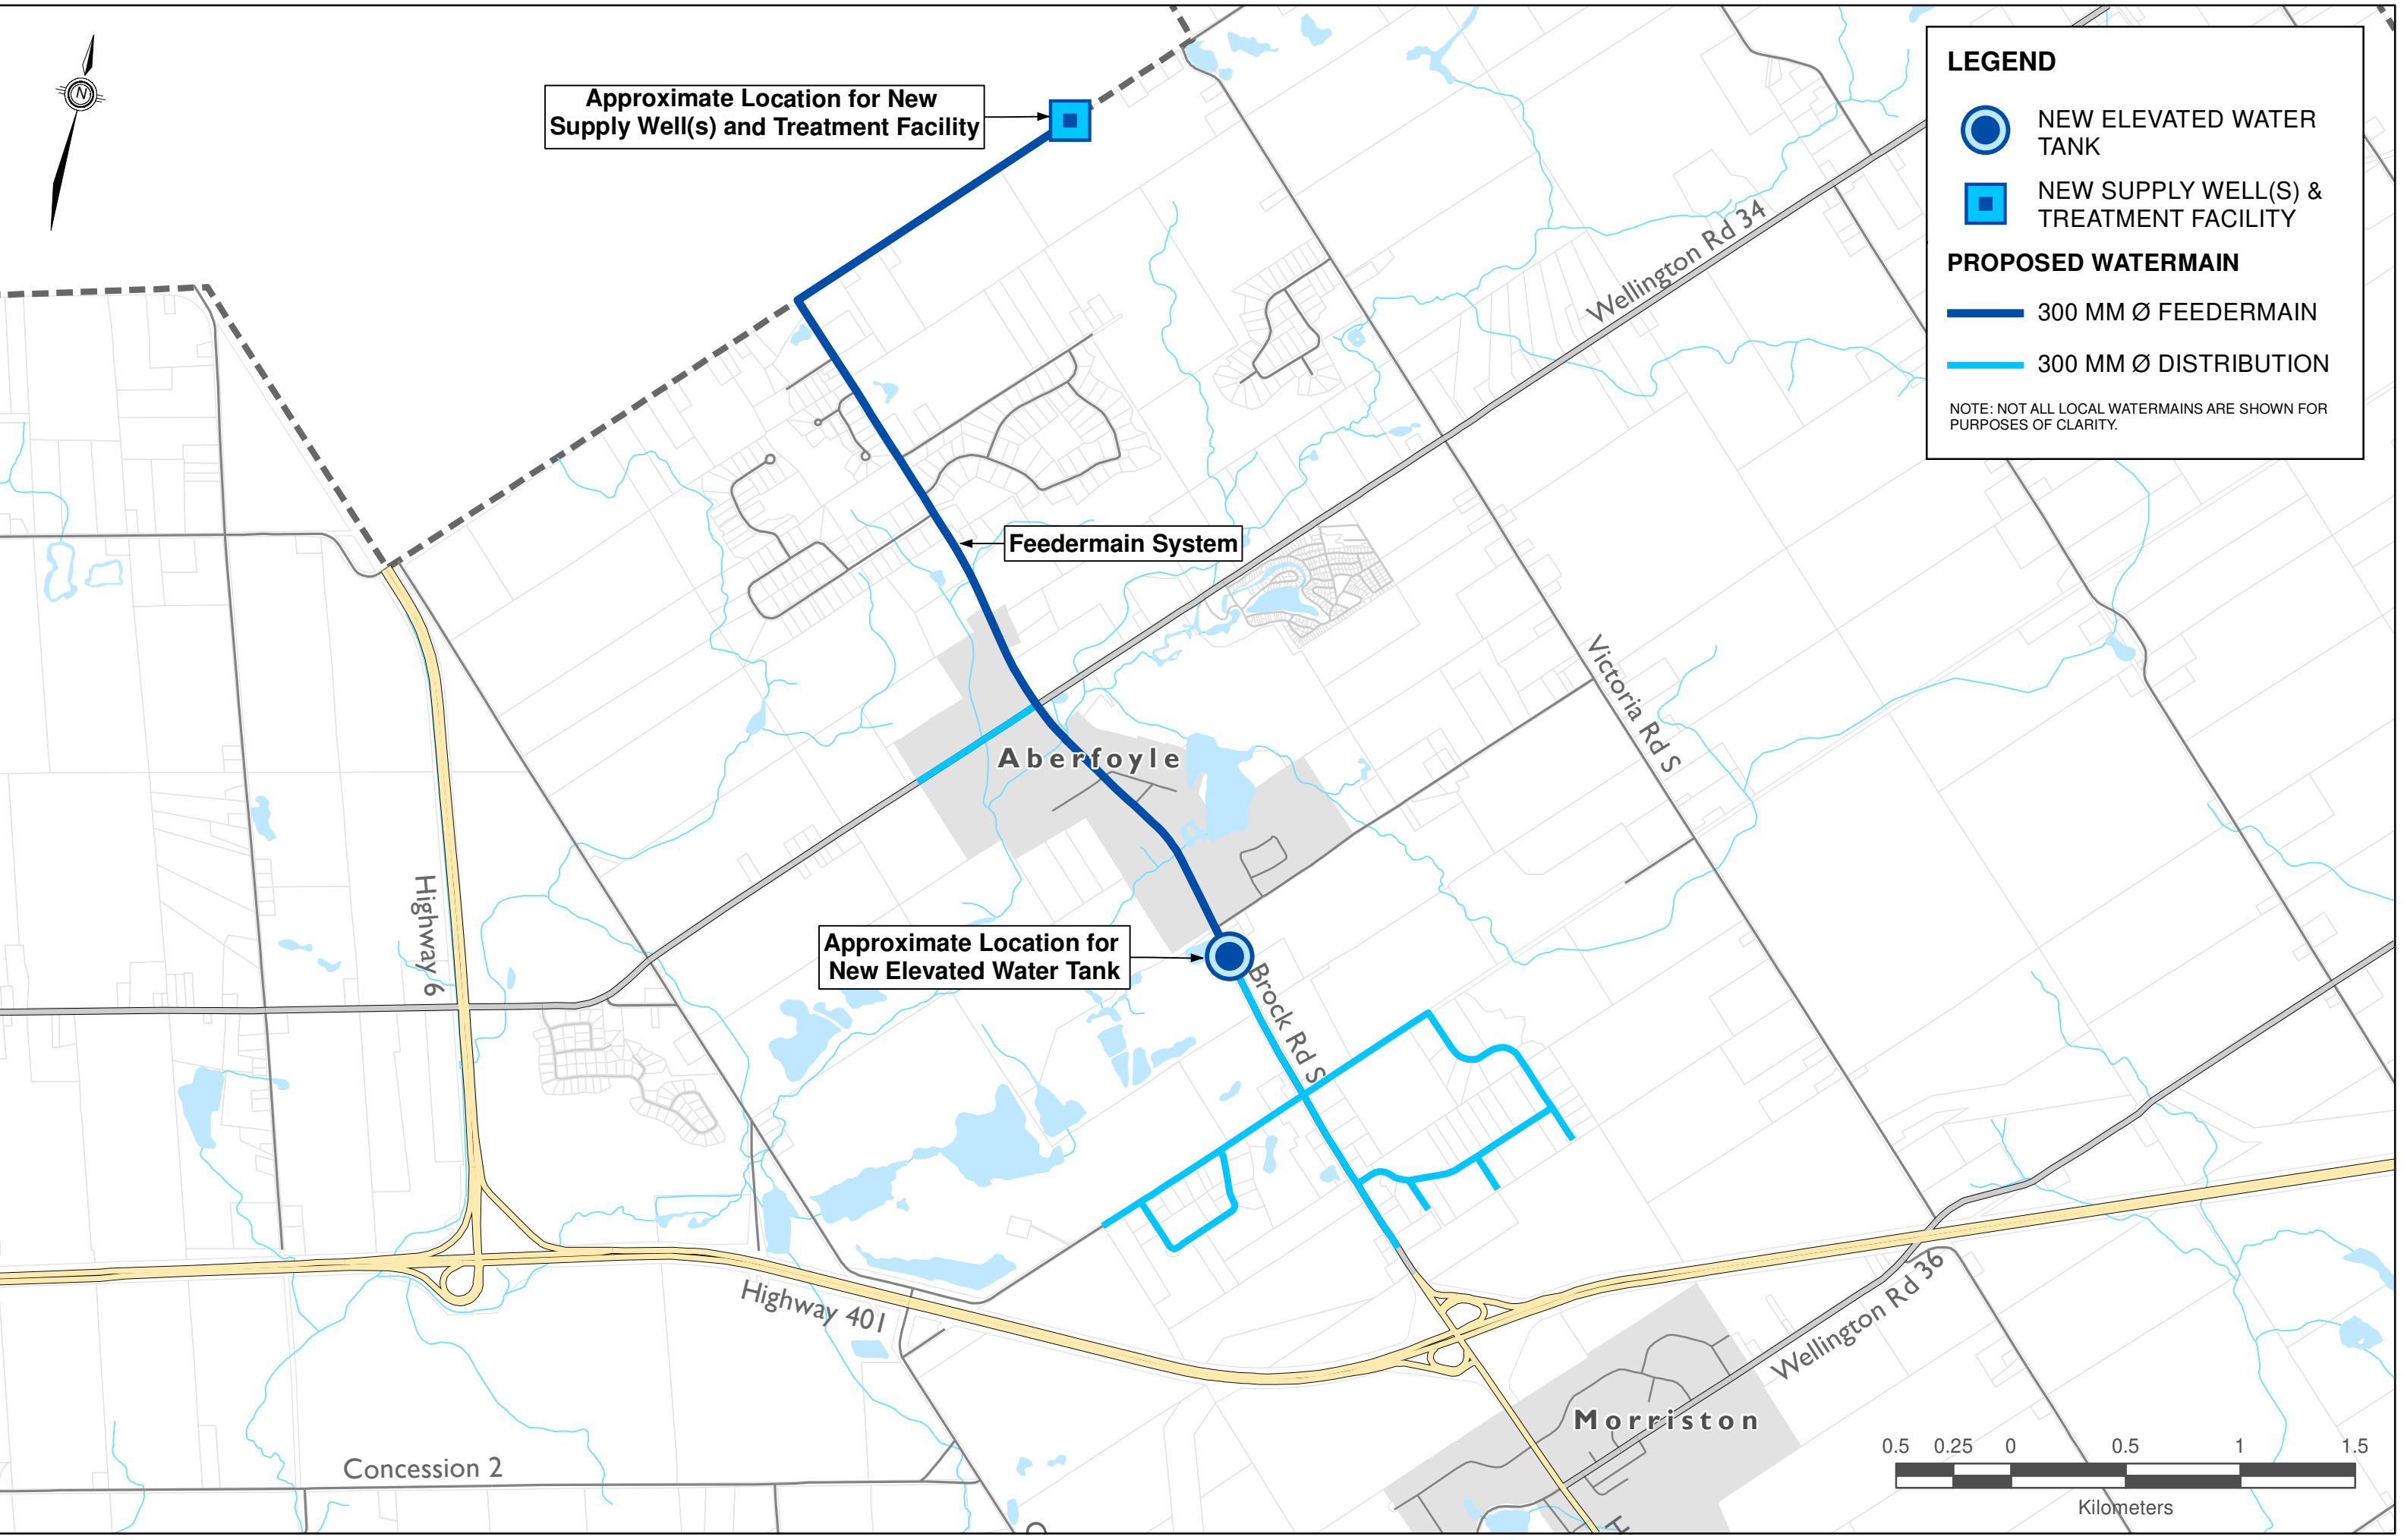 Approximate Location for New
Supply Well(s) and Treatment Facility
N
LEGEND
NEW ELEVATED WATER
TANK
NEW SUPPLY WELL(S) &
TREATMENT FACILITY
PROPOSED WATERMAIN
300 MM Ø FEEDERMAIN
300 MM Ø DISTRIBUTION
NOTE: NOT ALL LOCAL WATERMAINS ARE SHOWN FOR
PURPOSES OF CLARITY.
Wellington Rd 34
Feedermain System
Victoria Rd S
Aberfoyle
Highway 6
Approximate Location for
New Elevated Water Tank
Brock Rd S
Highway 401
Wellington Rd 36
Morriston
Concession 2
0.5 0.25 0 0.5 1 1.5
Kilometers